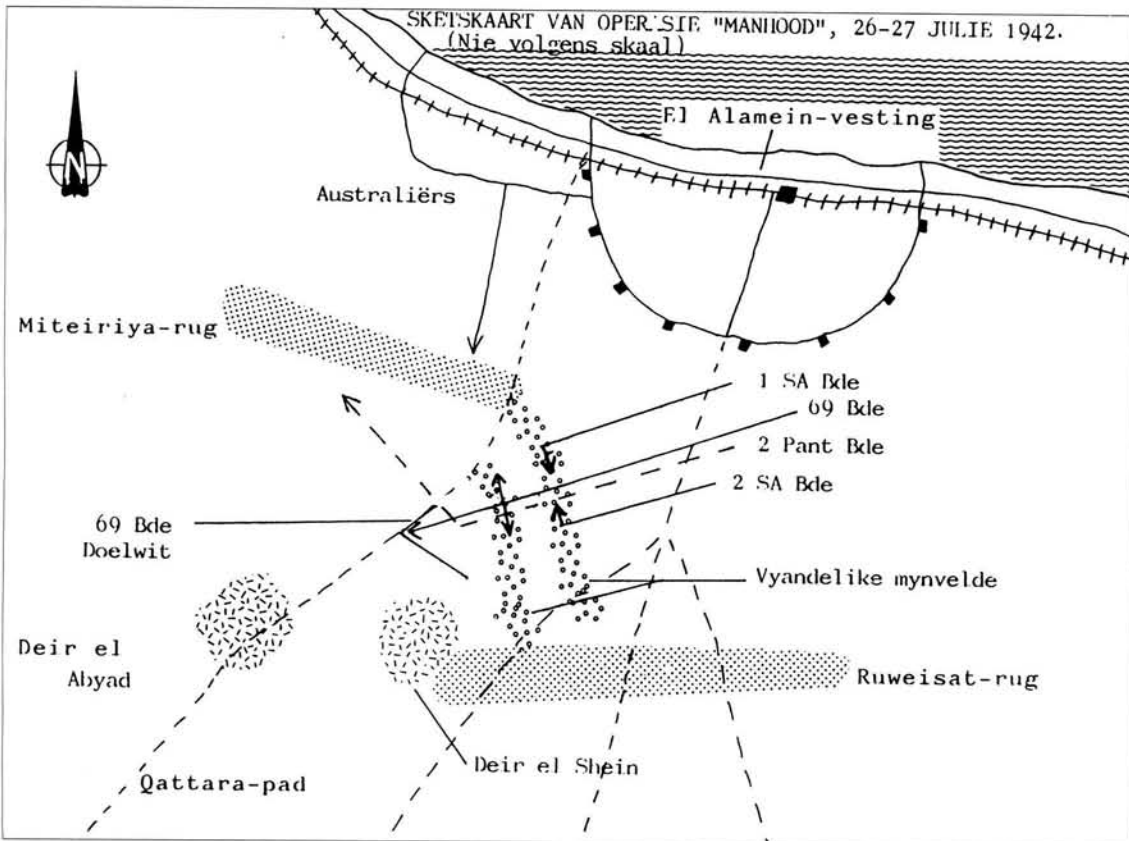 SKETSKAART VAN OPERASIE "MANHOOD", 26-27 JULIE 1942.
(Nie volgens skaal)
N
El Alamein-vesting
Australiërs
Miteiriya-rug
1 SA Bde
69 Bde
2 Pant Bde
2 SA Bde
69 Bde
Doelwit
Vyandelike mynvelde
Deir el
Abyad
Ruweisat-rug
Deir el Shein
Qattara-pad